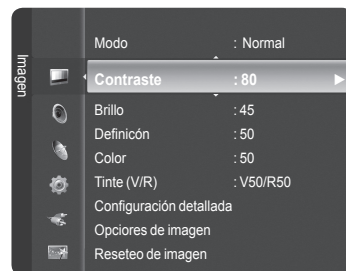 Imagen
Modo : Normal
Contraste : 80
Brillo : 45
Definicón : 50
Color : 50
Tinte (V/R) : V50/R50
Configuración detallada
Opciores de imagen
Reseteo de imagen